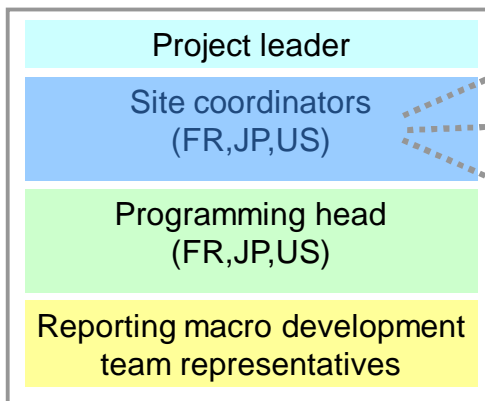 Project leader
Site coordinators
(FR,JP,US)
Programming head
(FR,JP,US)
Reporting macro development
team representatives